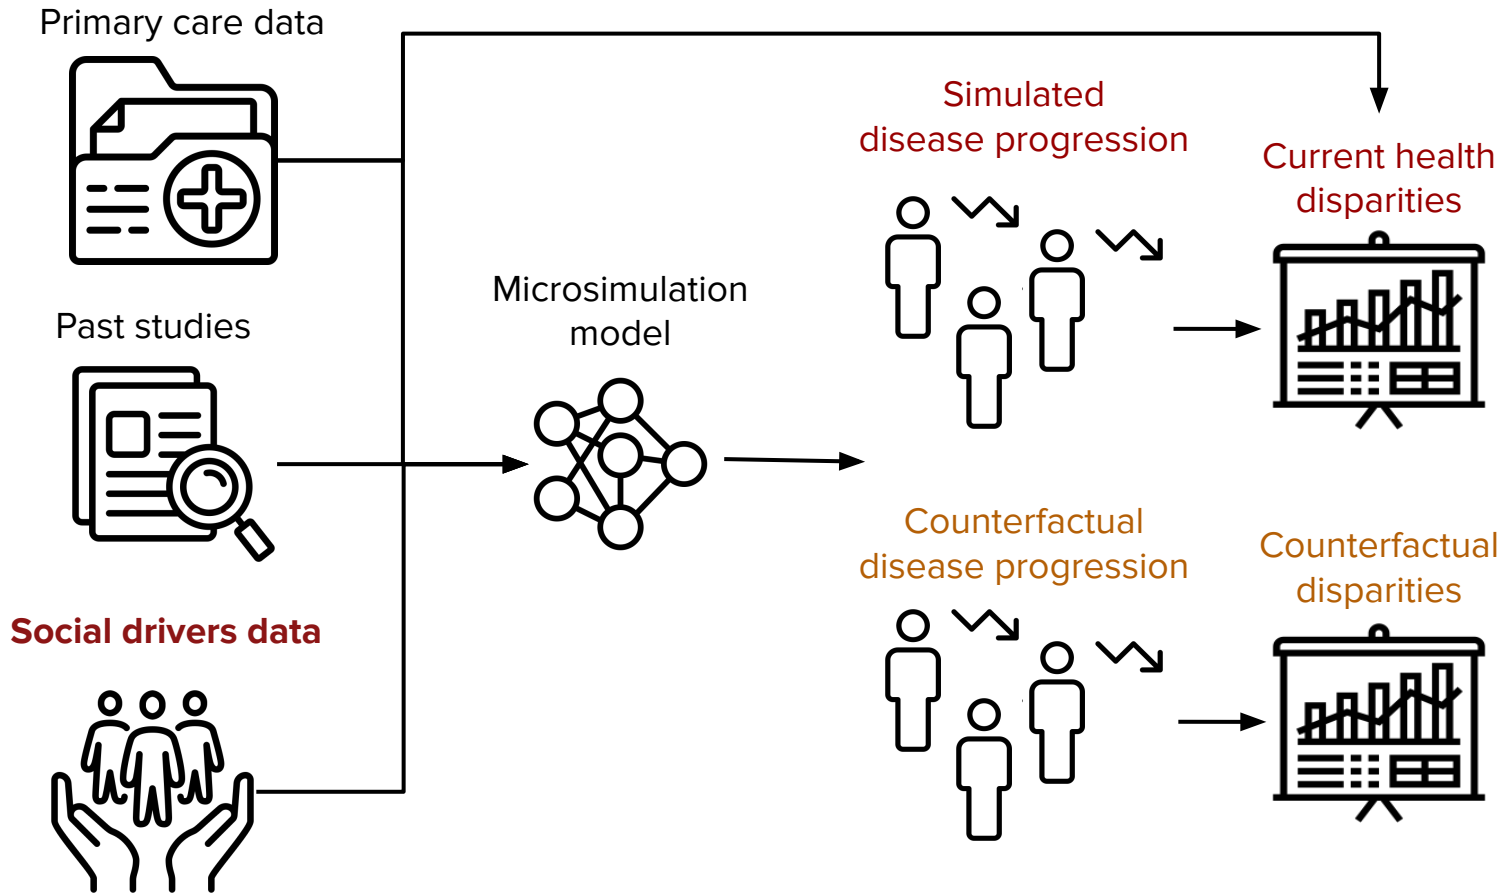 Primary care data
Past studies
Social drivers data
Microsimulation
model
Simulated
disease progression
Current health
disparities
Counterfactual
disease progression
Counterfactual
disparities